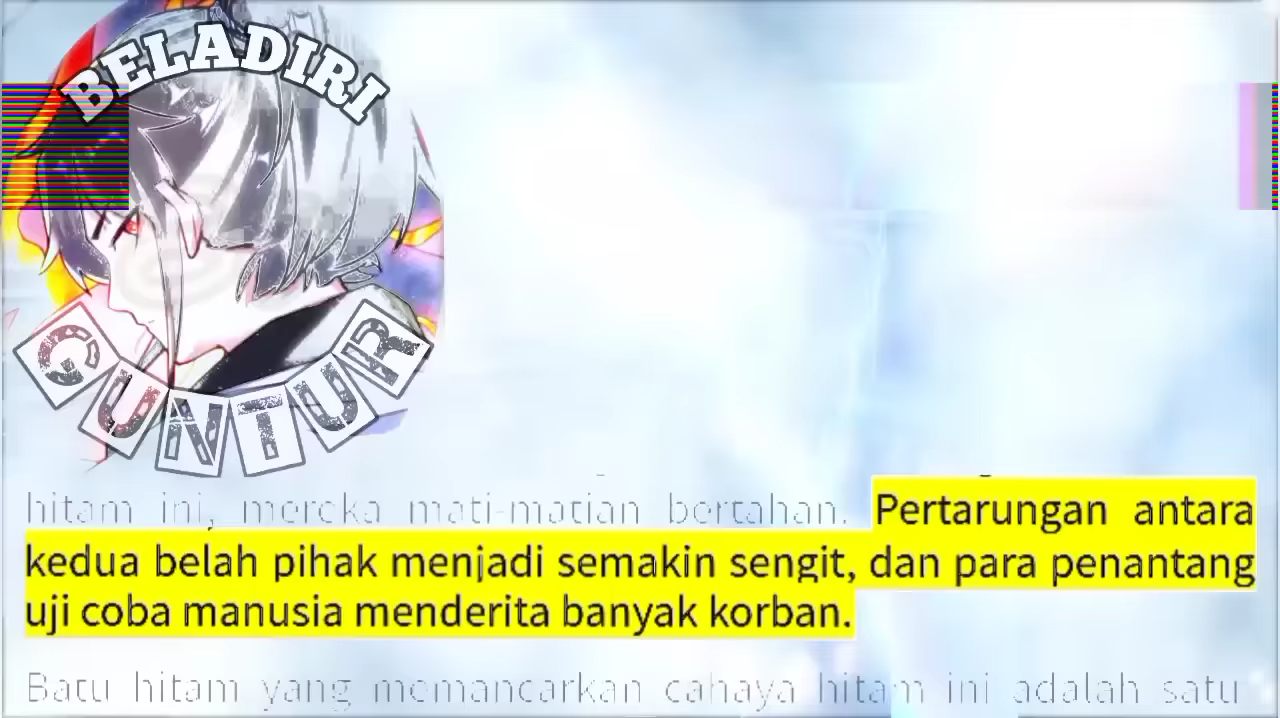 BELADIRI
GUNTUR
hitam ini, mereka mati-matian bertahan. Pertarungan antara
kedua belah pihak menjadi semakin sengit, dan para penantang
uji coba manusia menderita banyak korban.
Batu hitam yang memancarkan cahaya hitam ini adalah satu